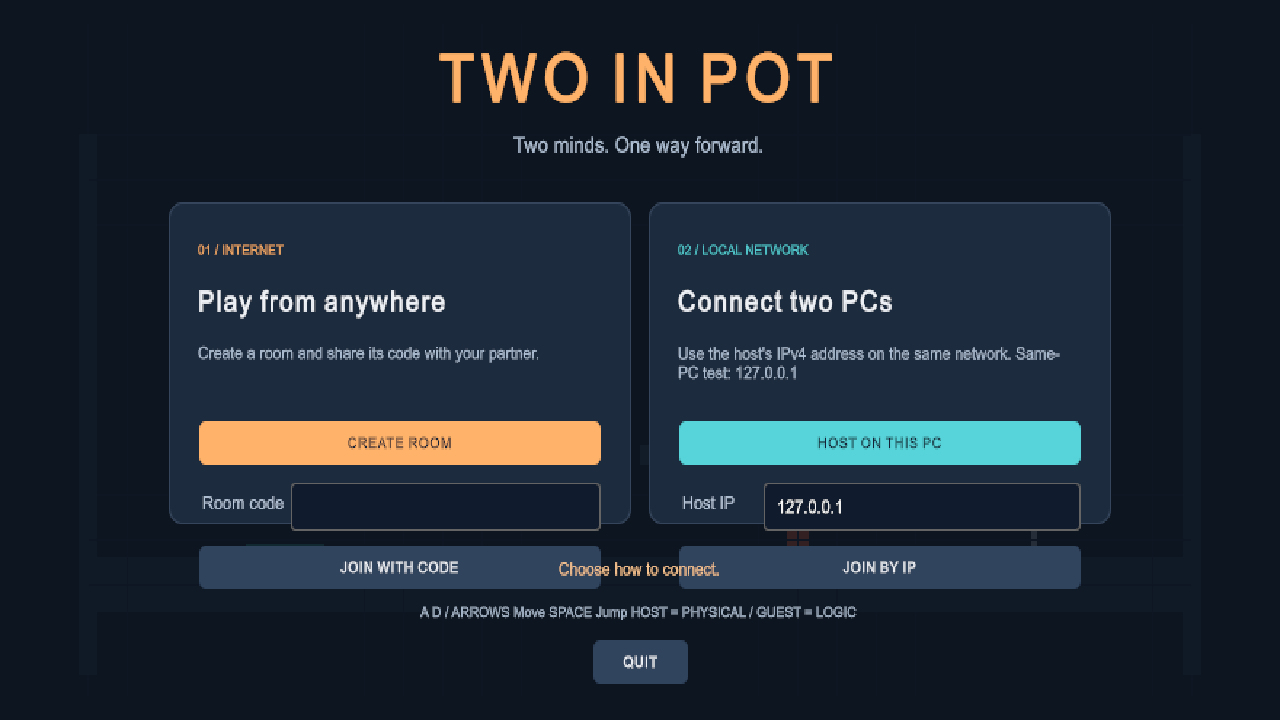 TWO IN POT
Two minds. One way forward.
01 / INTERNET
Play from anywhere
Create a room and share its code with your partner.
CREATE ROOM
Room code
JOIN WITH CODE
02 / LOCAL NETWORK
Connect two PCs
Use the host's IPv4 address on the same network. Same-
PC test: 127.0.0.1
HOST ON THIS PC
Host IP
127.0.0.1
JOIN BY IP
Choose how to connect.
A D / ARROWS Move SPACE Jump HOST = PHYSICAL / GUEST = LOGIC
QUIT